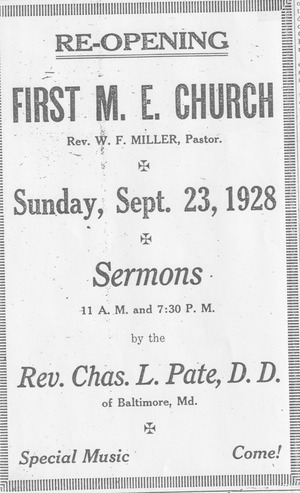 RE-OPENING
FIRST M. E. CHURCH
Rev. W. F. MILLER, Pastor.
Sunday, Sept. 23, 1928
Sermons
11 A. M. and 7:30 P. M.
by the
Rev. Chas. L. Pate, D. D.
of Baltimore, Md.
Special Music Come!